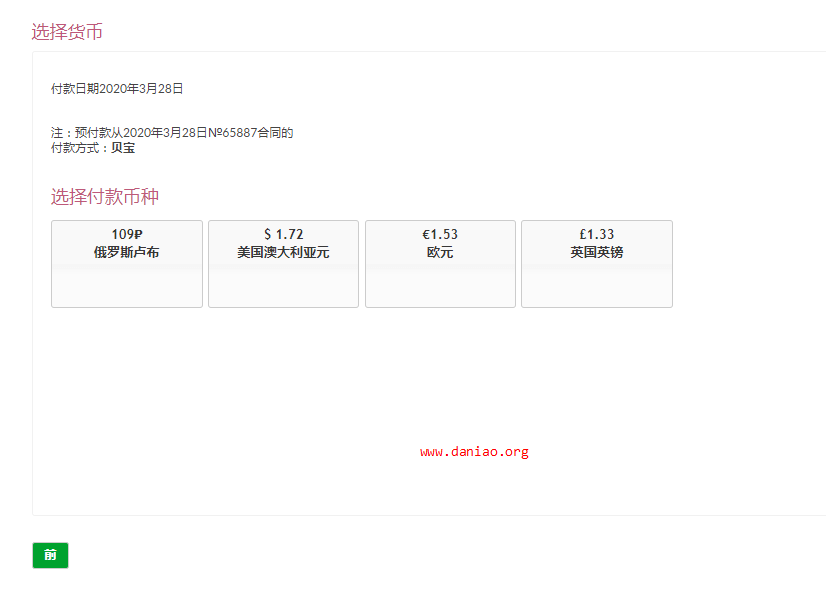 选择货币
付款日期2020年3月28日
注：预付款从2020年3月28日№65887合同的
付款方式：贝宝
选择付款币种
109₽
俄罗斯卢布
$ 1.72
美国澳大利亚元
€1.53
欧元
£1.33
英国英镑
www.daniao.org
前